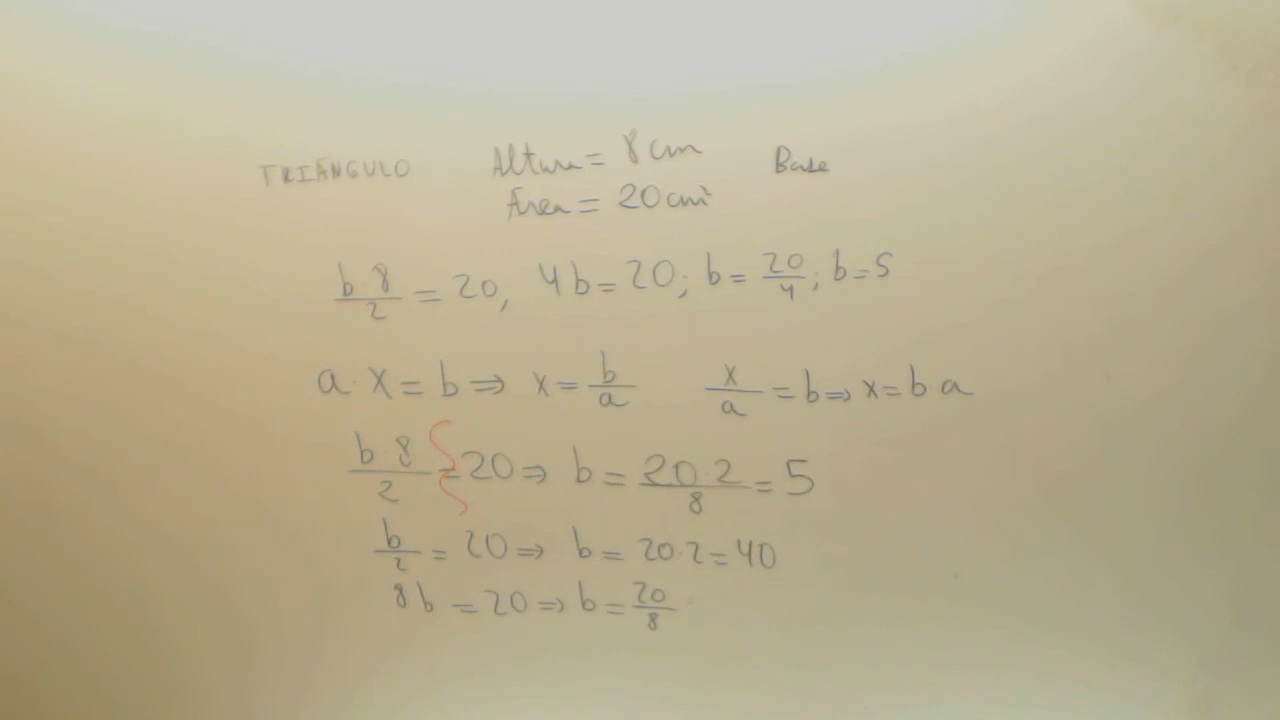 TRIÁNGULO Altura = 8 cm Base
Área = 20 cm²
b 8 / 2 = 20, 4b = 20; b = 20/4; b = 5
a · x = b ⇒ x = b/a x/a = b ⇒ x = b · a
b · 8 / 2 = 20 ⇒ b = 20 · 2 / 8 = 5
b/2 = 20 ⇒ b = 20 · 2 = 40
8b = 20 ⇒ b = 20/8